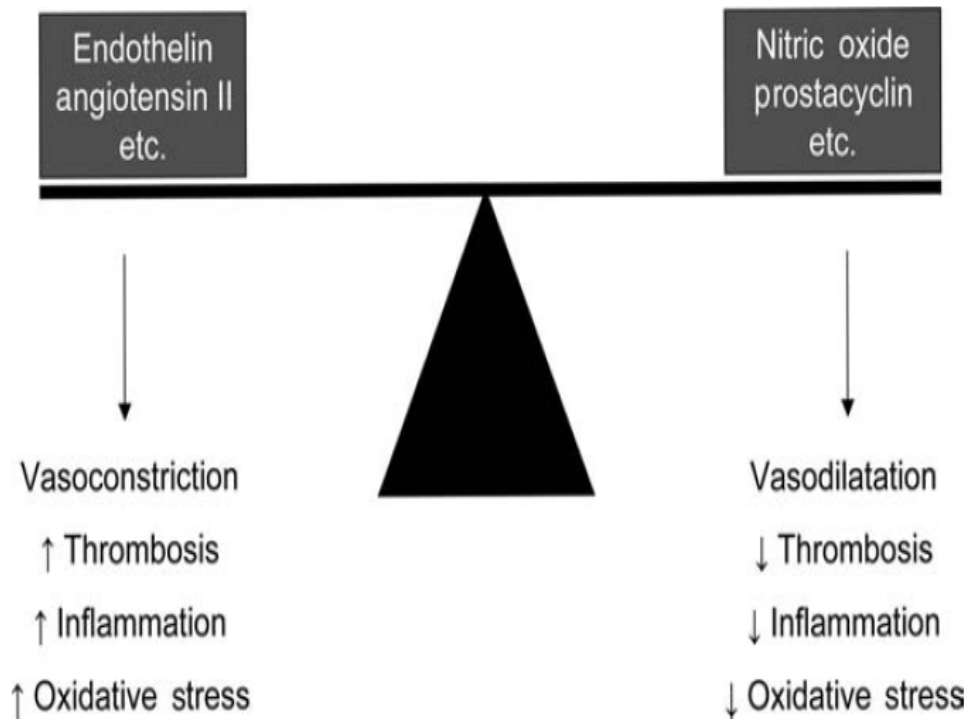 Endothelin
angiotensin II
etc.
Nitric oxide
prostacyclin
etc.
Vasoconstriction
↑ Thrombosis
↑ Inflammation
↑ Oxidative stress
Vasodilatation
↓ Thrombosis
↓ Inflammation
↓ Oxidative stress